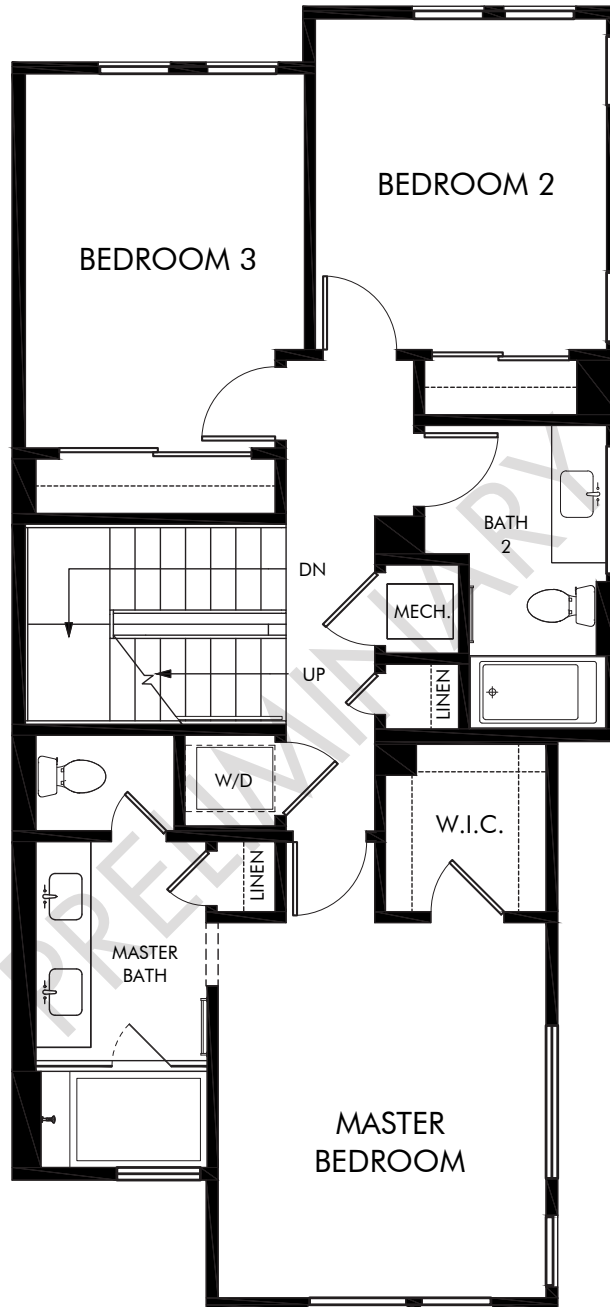 BEDROOM 2
BEDROOM 3
BATH
2
DN
MECH.
UP
LINEN
W/D
W.I.C.
LINEN
MASTER
BATH
MASTER
BEDROOM
PRELIMINARY